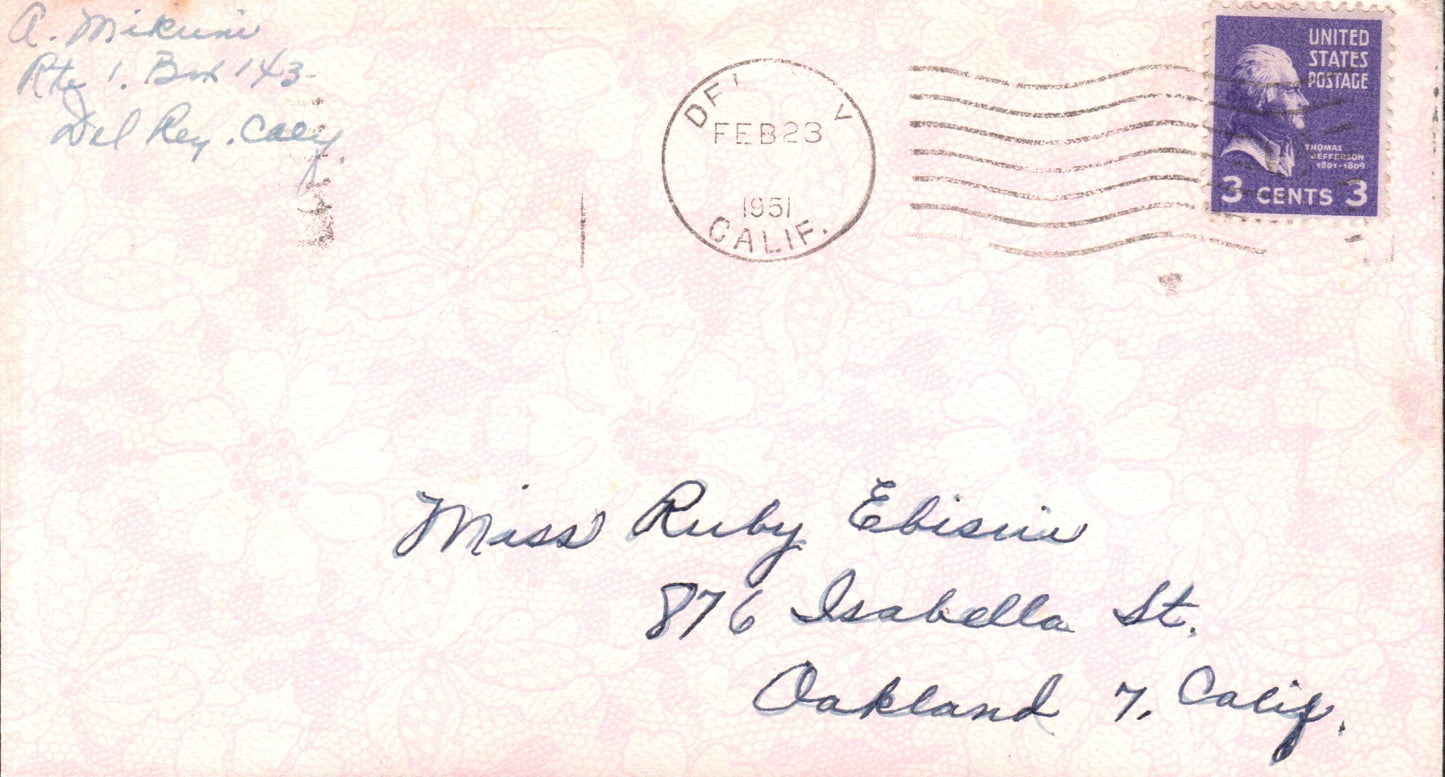 A. Mikuni
Rte 1. Box 143
Del Rey. Calif.
DEL Y
FEB 23
1951
CALIF.
UNITED
STATES
POSTAGE
THOMAS
JEFFERSON
1801-1809
3 CENTS 3
Miss Ruby Ebisui
876 Isabella St.
Oakland 7, Calif.